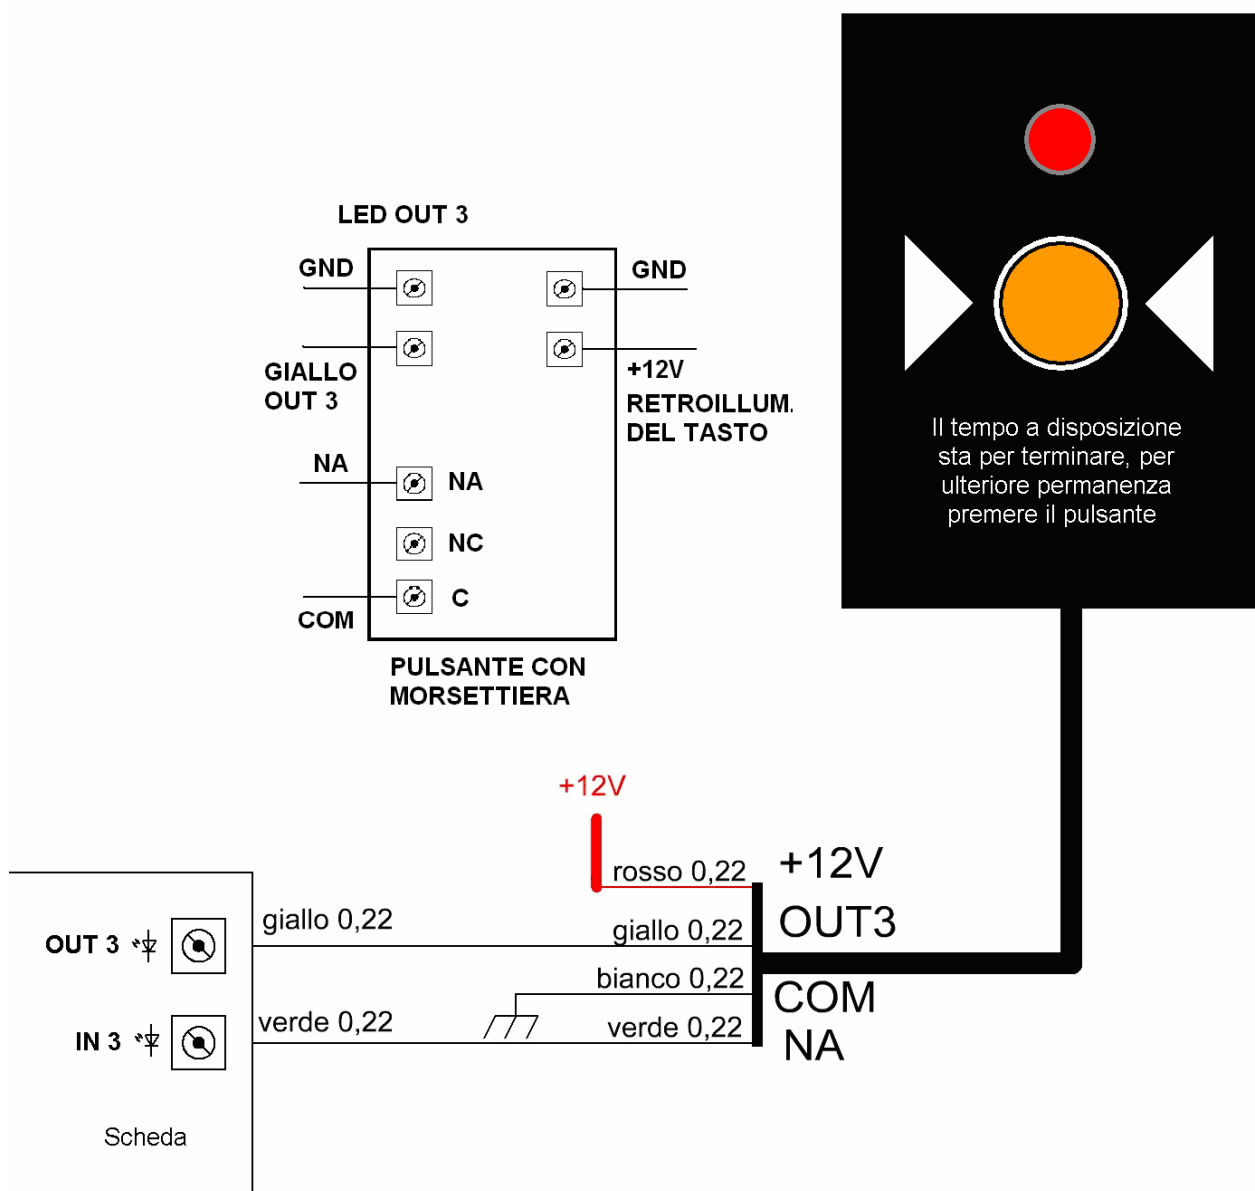 LED OUT 3
GND
GND
GIALLO
OUT 3
+12V
RETROILLUM.
DEL TASTO
NA
NA
NC
C
COM
PULSANTE CON
MORSETTIERA
Il tempo a disposizione
sta per terminare, per
ulteriore permanenza
premere il pulsante
+12V
rosso 0,22
+12V
giallo 0,22
giallo 0,22
OUT3
OUT 3
bianco 0,22
COM
verde 0,22
verde 0,22
NA
IN 3
Scheda